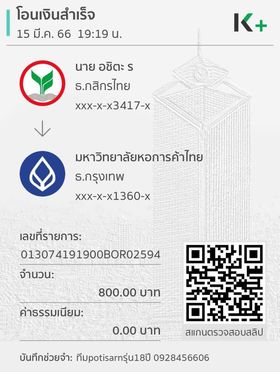 โอนเงินสำเร็จ
15 มี.ค. 66  19:19 น.
K+
นาย อชิตะ ร
ธ.กสิกรไทย
xxx-x-x3417-x
มหาวิทยาลัยหอการค้าไทย
ธ.กรุงเทพ
xxx-x-x1360-x
เลขที่รายการ:
013074191900BOR02594
จำนวน:
800.00 บาท
ค่าธรรมเนียม:
0.00 บาท
สแกนตรวจสอบสลิป
บันทึกช่วยจำ: ทีมpotisarnรุ่น18ปี 0928456606